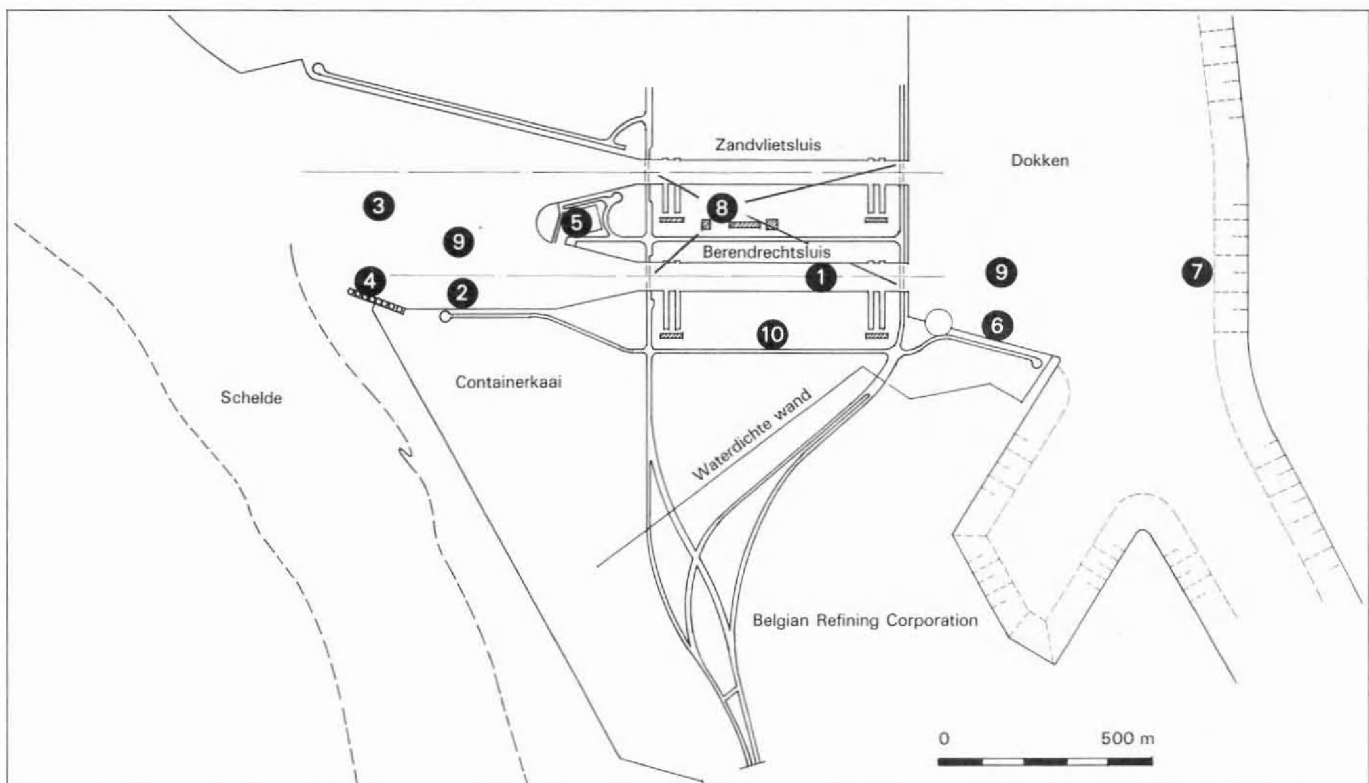 Zandvlietsluis
Dokken
3
8
5
9
Berendrechtsluis
4
2
1
9
7
6
10
Containerkaai
Schelde
Waterdichte wand
Belgian Refining Corporation
0 500 m